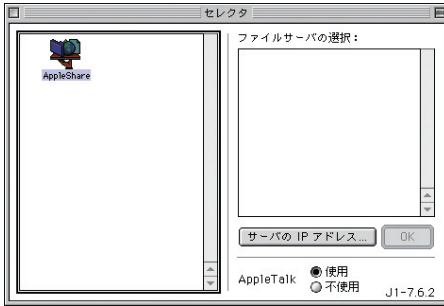 セレクタ
AppleShare
ファイルサーバの選択：
サーバの IP アドレス...
OK
AppleTalk
使用
不使用
J1-7.6.2